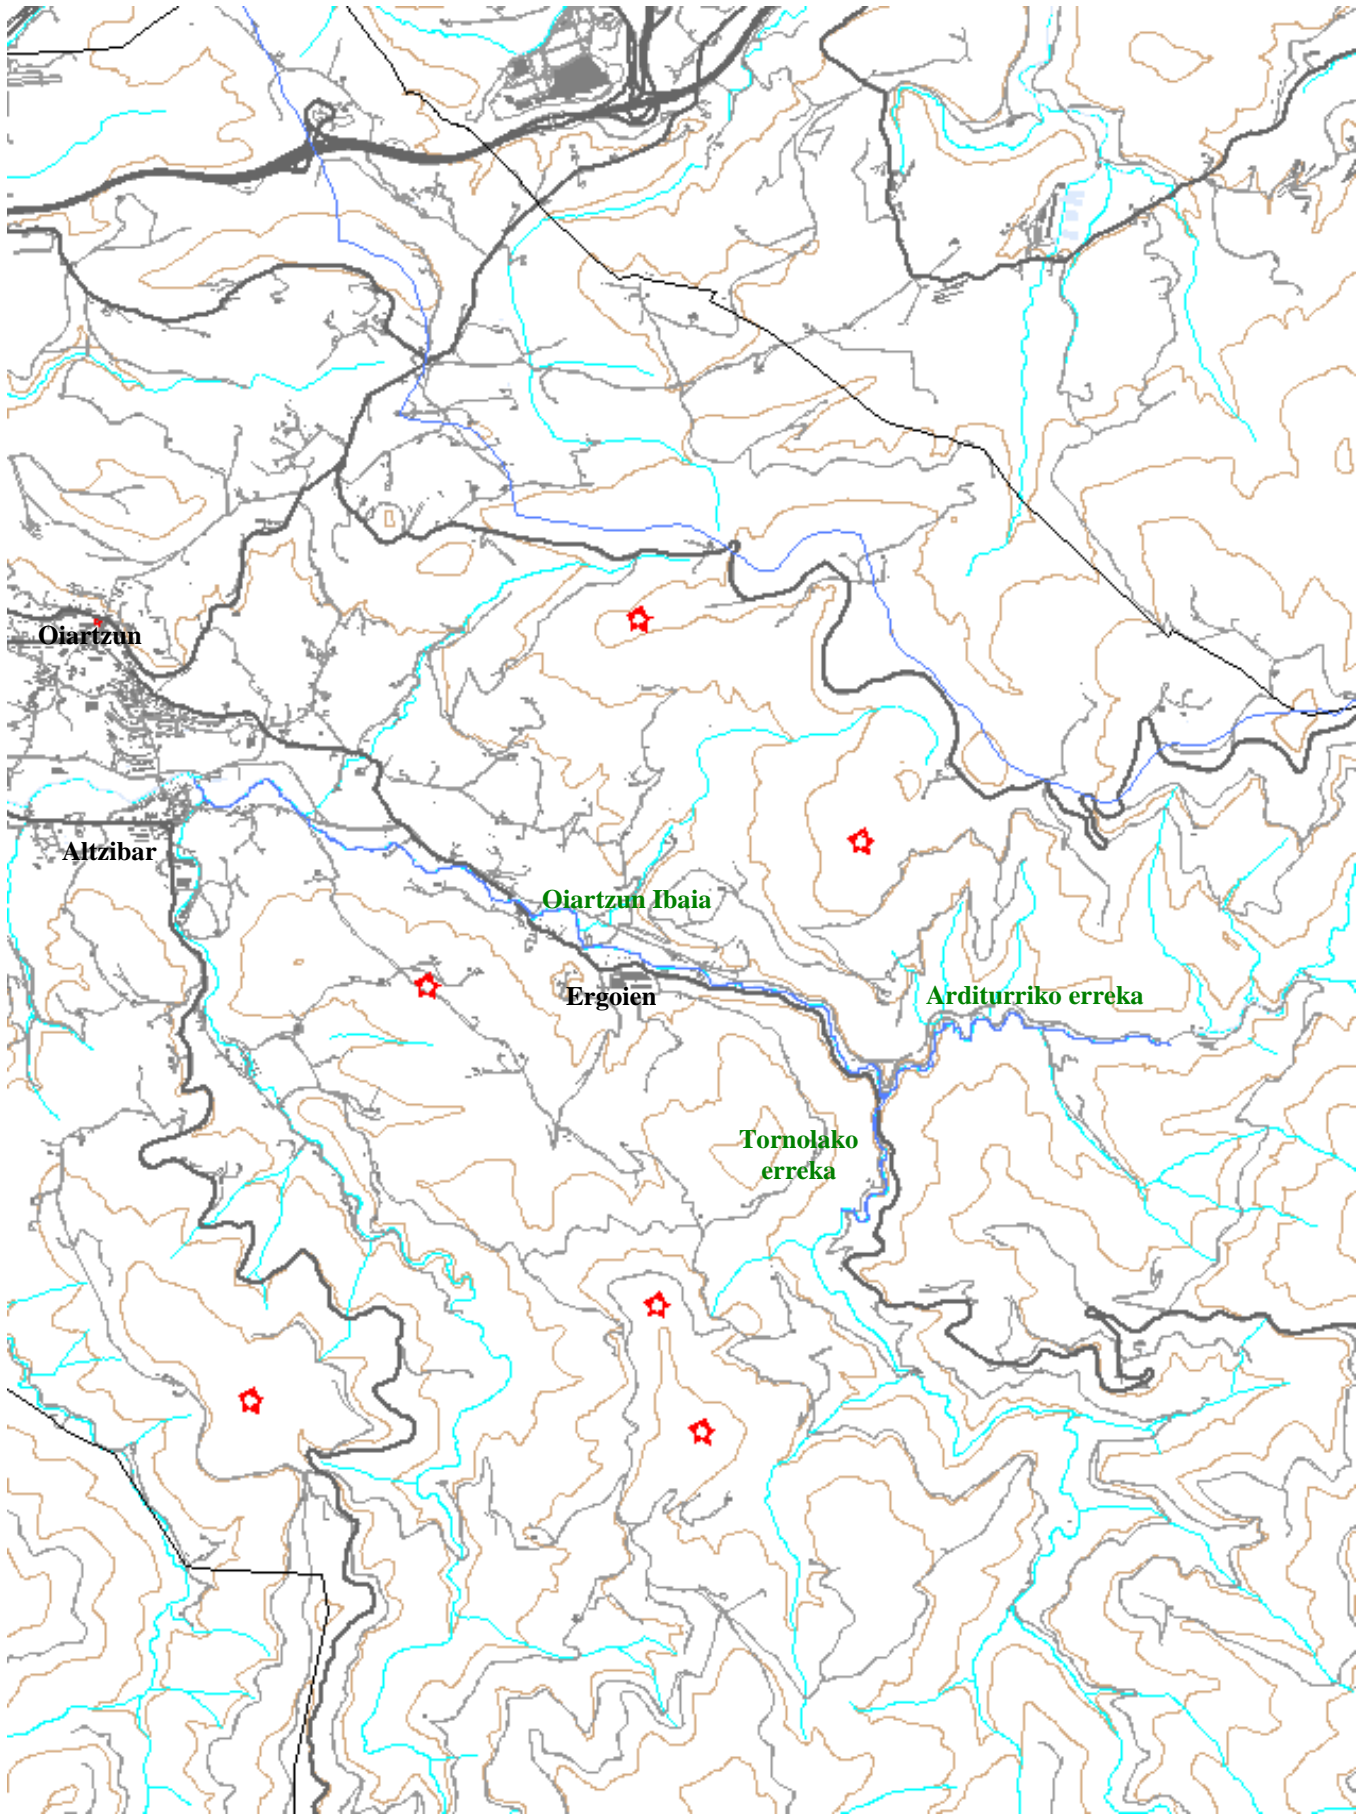 Oiartzun
Altzibar
Oiartzun Ibaia
Ergoien
Arditurriko erreka
Tornolako
erreka